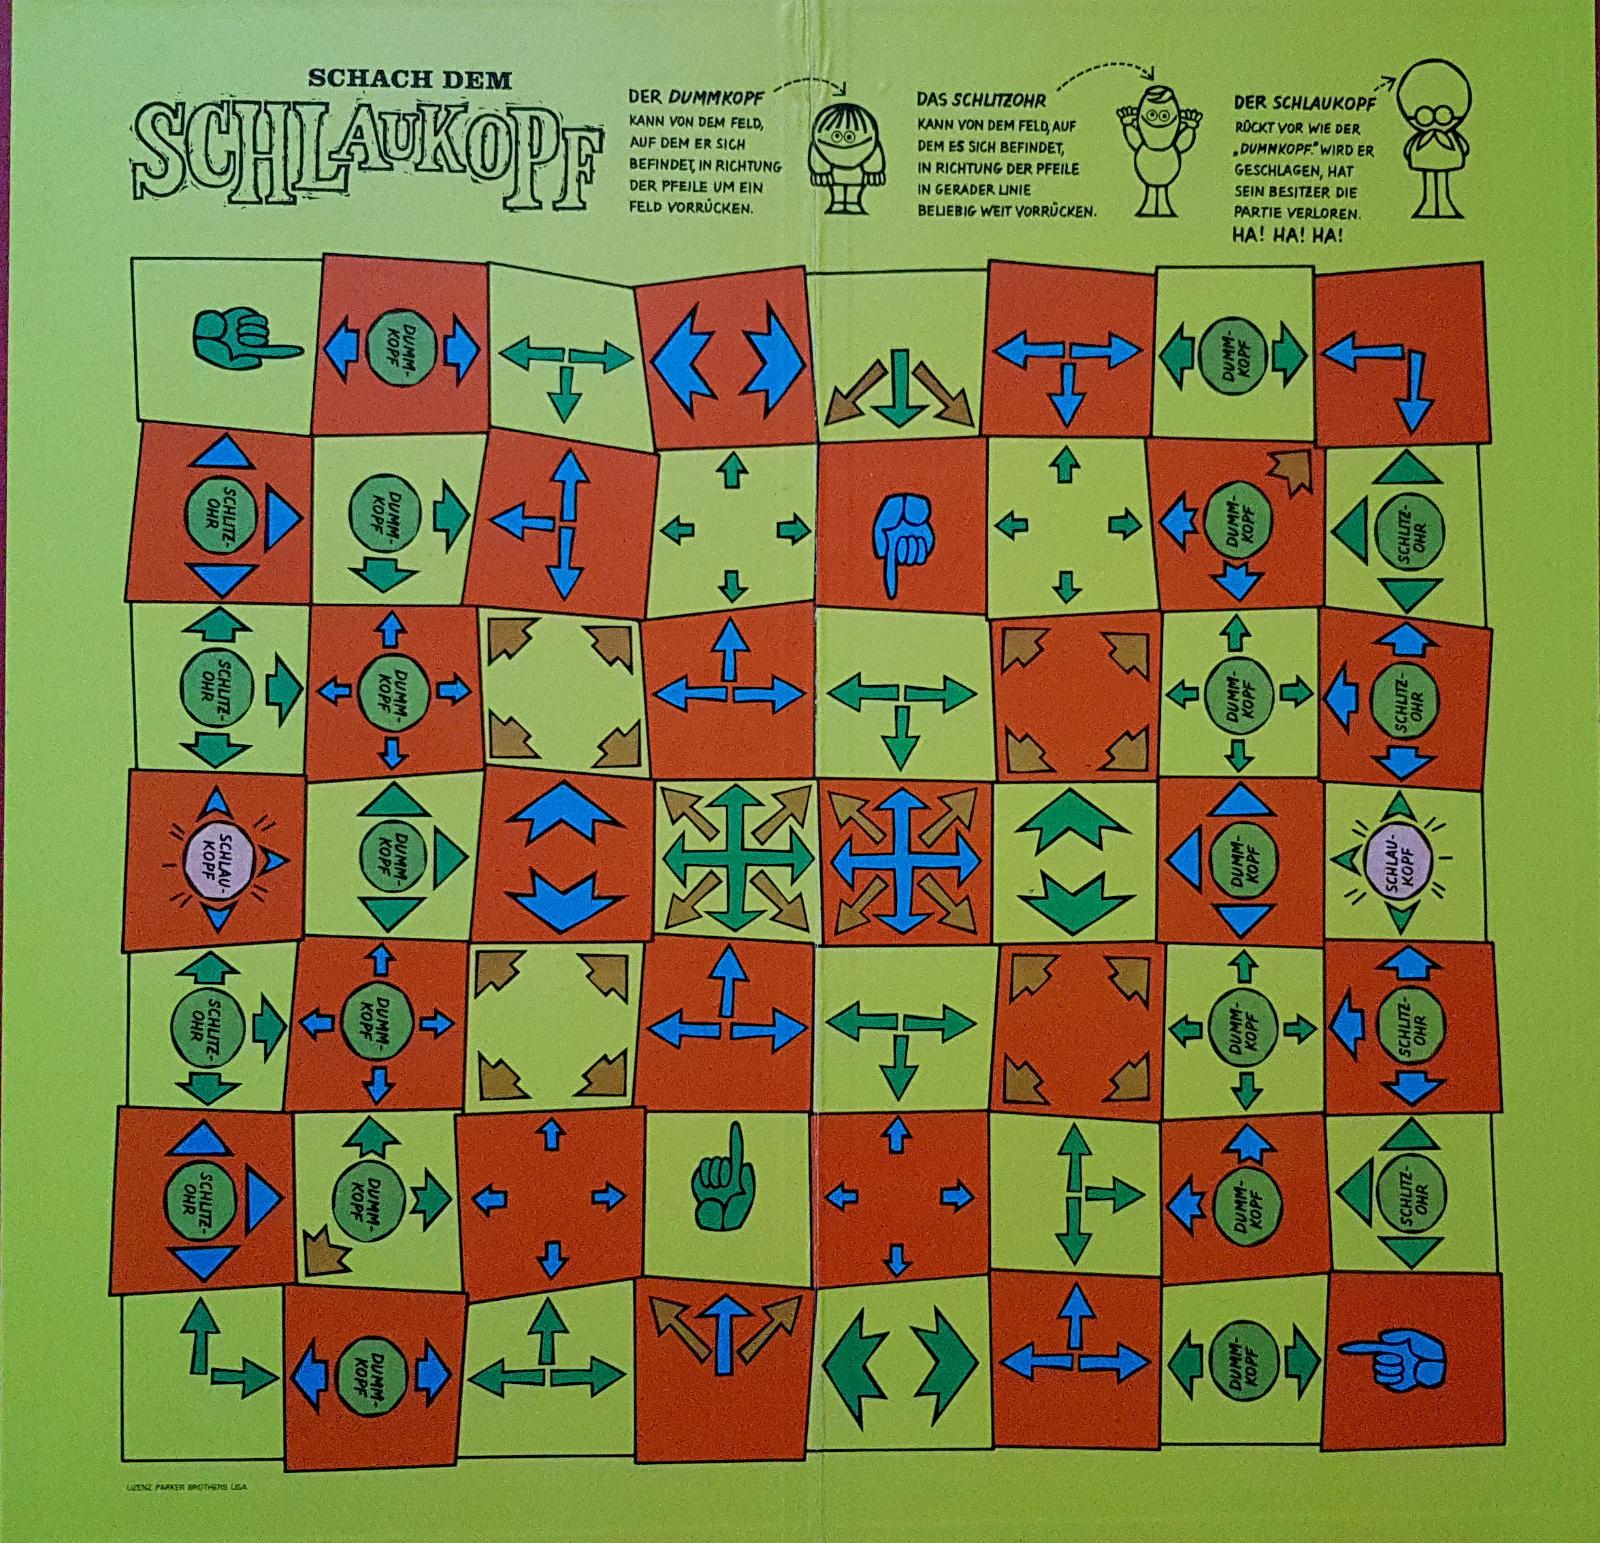 SCHACH DEM
SCHLAUKOPF
DER DUMMKOPF
KANN VON DEM FELD,
AUF DEM ER SICH
BEFINDET, IN RICHTUNG
DER PFEILE UM EIN
FELD VORRÜCKEN.
DAS SCHLITZOHR
KANN VON DEM FELD, AUF
DEM ES SICH BEFINDET,
IN RICHTUNG DER PFEILE
IN GERADER LINIE
BELIEBIG WEIT VORRÜCKEN.
DER SCHLAUKOPF
RÜCKT VOR WIE DER
„DUMMKOPF.“ WIRD ER
GESCHLAGEN, HAT
SEIN BESITZER DIE
PARTIE VERLOREN.
HA! HA! HA!
DUMM-
KOPF
DUMM-
KOPF
SCHLITZ-
OHR
DUMM-
KOPF
DUMM
KOPF
SCHLITZ-
OHR
SCHLITZ-
OHR
DUMM-
KOPF
DUMM-
KOPF
SCHLITZ-
OHR
SCHLAU-
KOPF
DUMM-
KOPF
DUMM-
KOPF
SCHLAU-
KOPF
SCHLITZ-
OHR
DUMM-
KOPF
DUMM-
KOPF
SCHLITZ-
OHR
SCHLITZ-
OHR
DUMM-
KOPF
DUMM-
KOPF
SCHLITZ-
OHR
DUMM-
KOPF
DUMM-
KOPF
LIZENZ PARKER BROTHERS USA